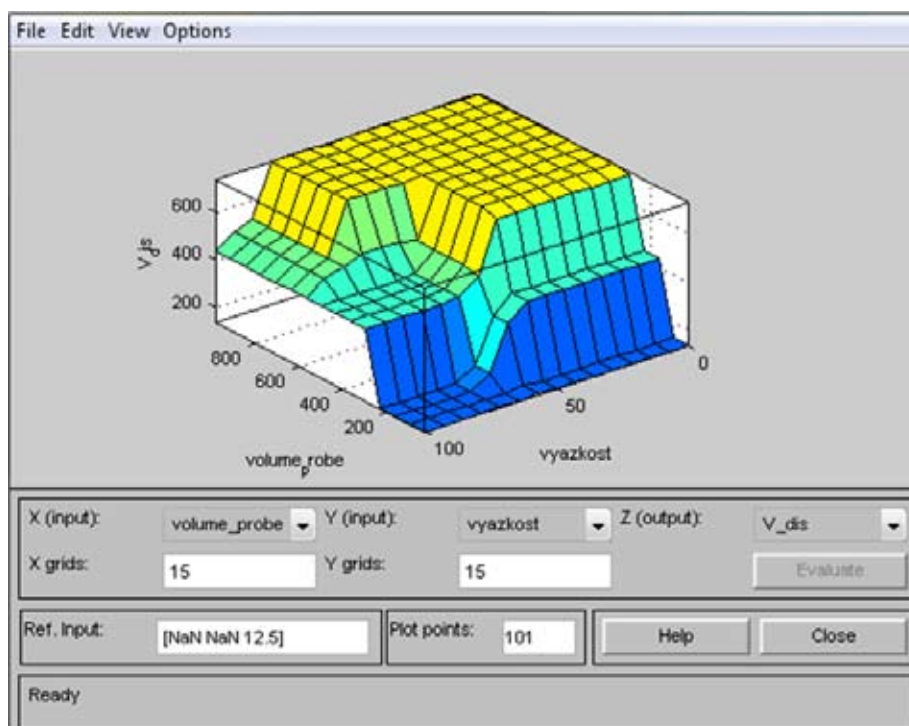 File Edit View Options
600
400
200
V_dis
800
600
400
200
volume_probe
100
50
0
vyazkost
X (input): volume_probe Y (input): vyazkost Z (output): V_dis
X grids: 15 Y grids: 15 Evaluate
Ref. Input: [NaN NaN 12.5] Plot points: 101 Help Close
Ready